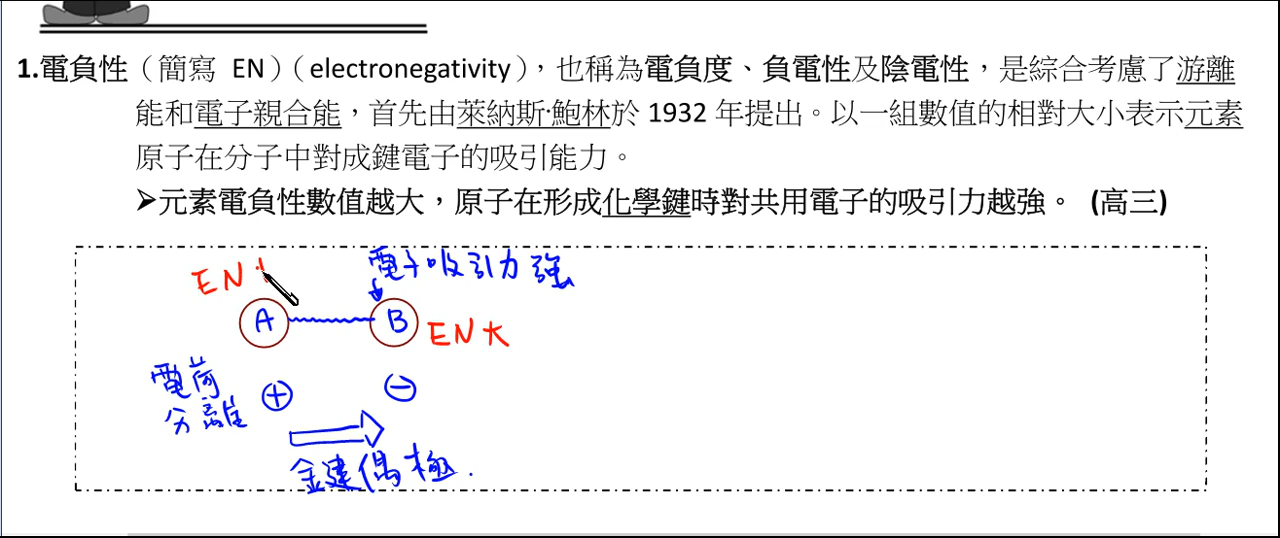 1.電負性（簡寫 EN）（electronegativity），也稱為電負度、負電性及陰電性，是綜合考慮了游離
能和電子親合能，首先由萊納斯·鮑林於 1932 年提出。以一組數值的相對大小表示元素
原子在分子中對成鍵電子的吸引能力。
➤元素電負性數值越大，原子在形成化學鍵時對共用電子的吸引力越強。 (高三)
電子吸引力強
EN
A B
EN大
電荷
分離
+ −
鍵偶極.